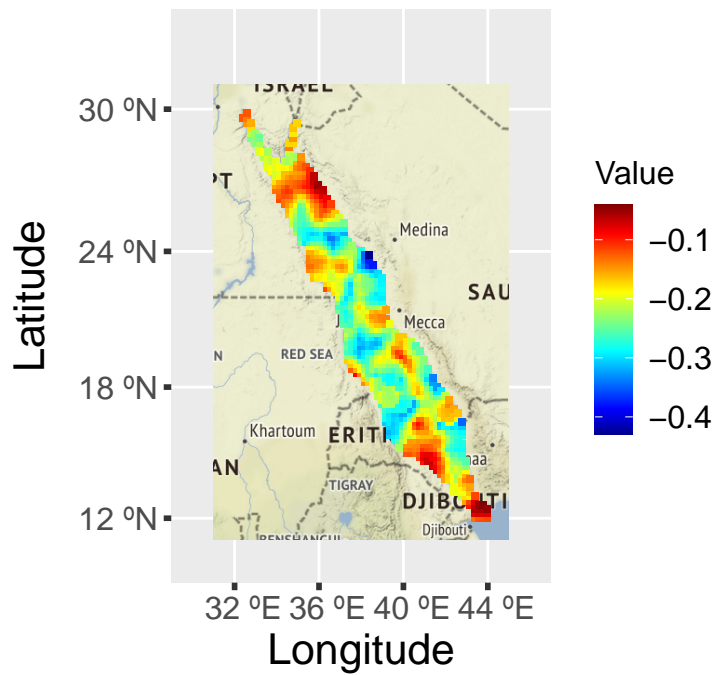 ISRAEL
30 ºN
PT
Medina
24 ºN
SAU
Mecca
RED SEA
N
18 ºN
Khartoum
ERITI
AN
naa
TIGRAY
DJIBOUTI
12 ºN
Djibouti
BENSHANGUL
32 ºE 36 ºE 40 ºE 44 ºE
Longitude
Latitude
Value
−0.1
−0.2
−0.3
−0.4